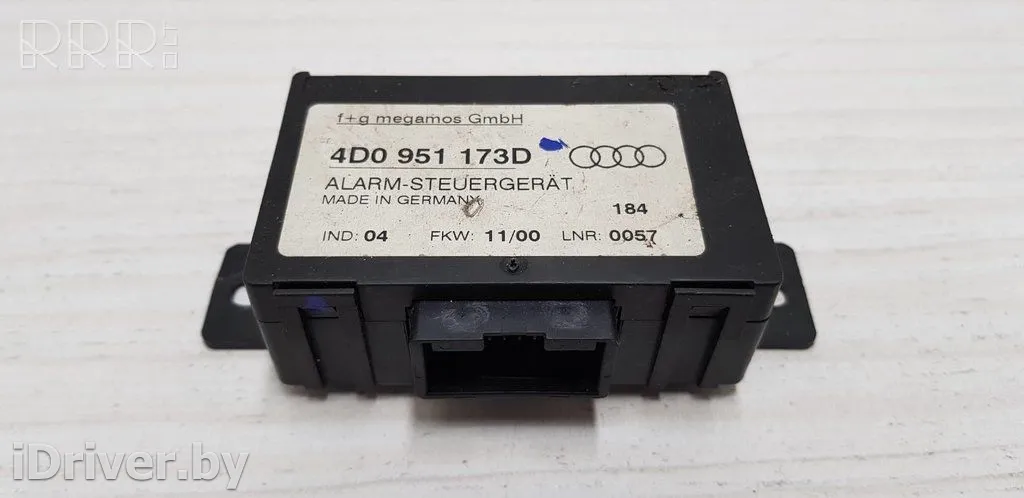 RRR
f+g megamos GmbH
4D0 951 173D
ALARM-STEUERGERÄT
MADE IN GERMANY
184
IND: 04 FKW: 11/00 LNR: 0057
iDriver.by